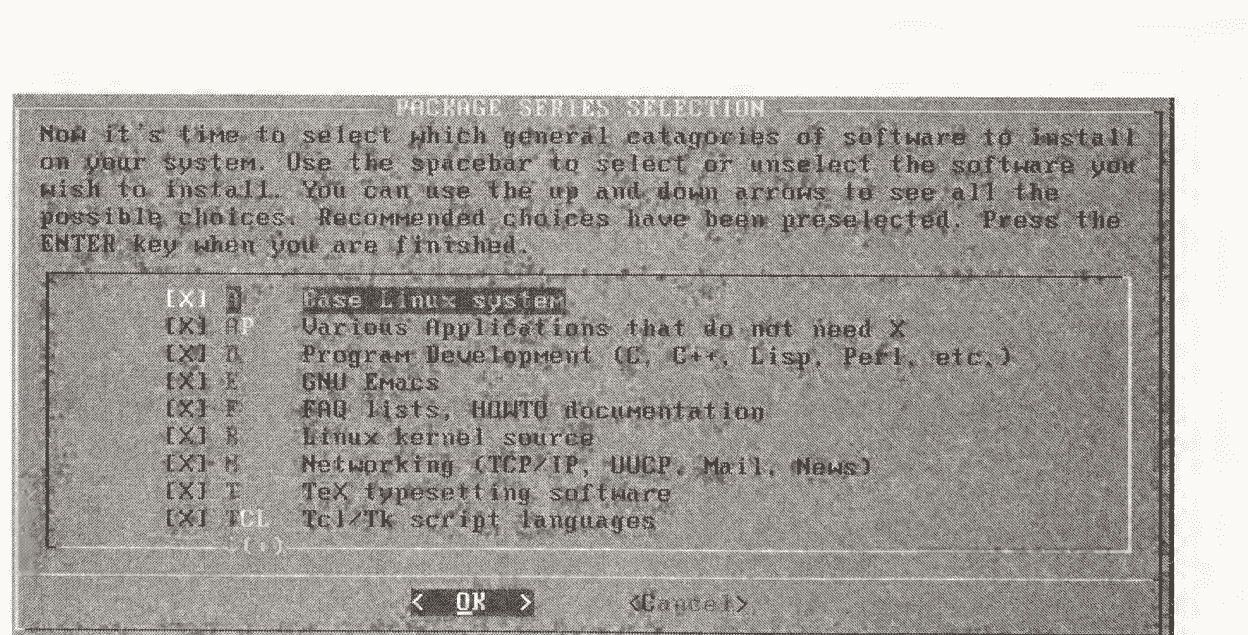 PACKAGE SERIES SELECTION
Now it's time to select which general catagories of software to install
on your system. Use the spacebar to select or unselect the software you
wish to install. You can use the up and down arrows to see all the
possible choices. Recommended choices have been preselected. Press the
ENTER key when you are finished.
[X] A Base Linux system
[X] AP Various Applications that do not need X
[X] D Program Development (C, C++, Lisp, Perl, etc.)
[X] E GNU Emacs
[X] F FAQ lists, HOWTO documentation
[X] K Linux kernel source
[X] N Networking (TCP/IP, UUCP, Mail, News)
[X] T TeX typesetting software
[X] TCL Tcl/Tk script languages
(+)
< OK > <Cancel>